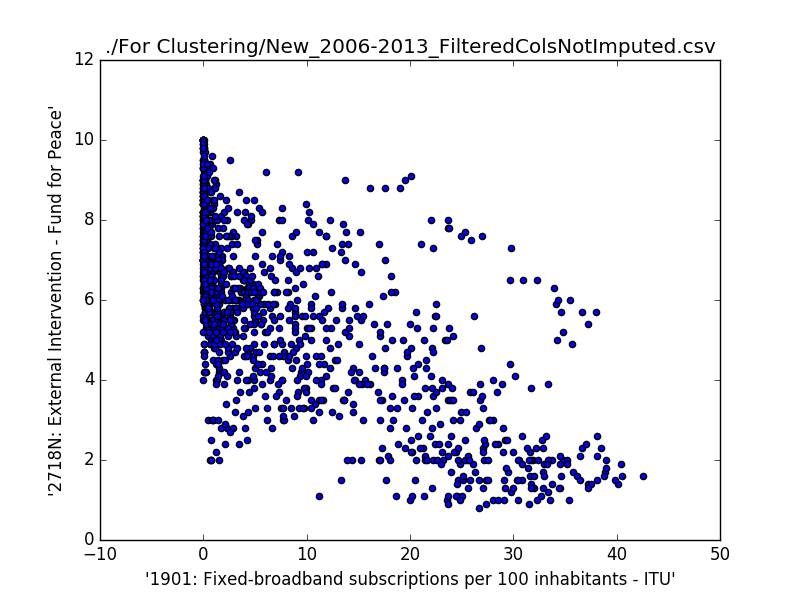 ./For Clustering/New_2006-2013_FilteredColsNotImputed.csv
12
10
8
6
4
2
0
'2718N: External Intervention - Fund for Peace'
−10 0 10 20 30 40 50
'1901: Fixed-broadband subscriptions per 100 inhabitants - ITU'